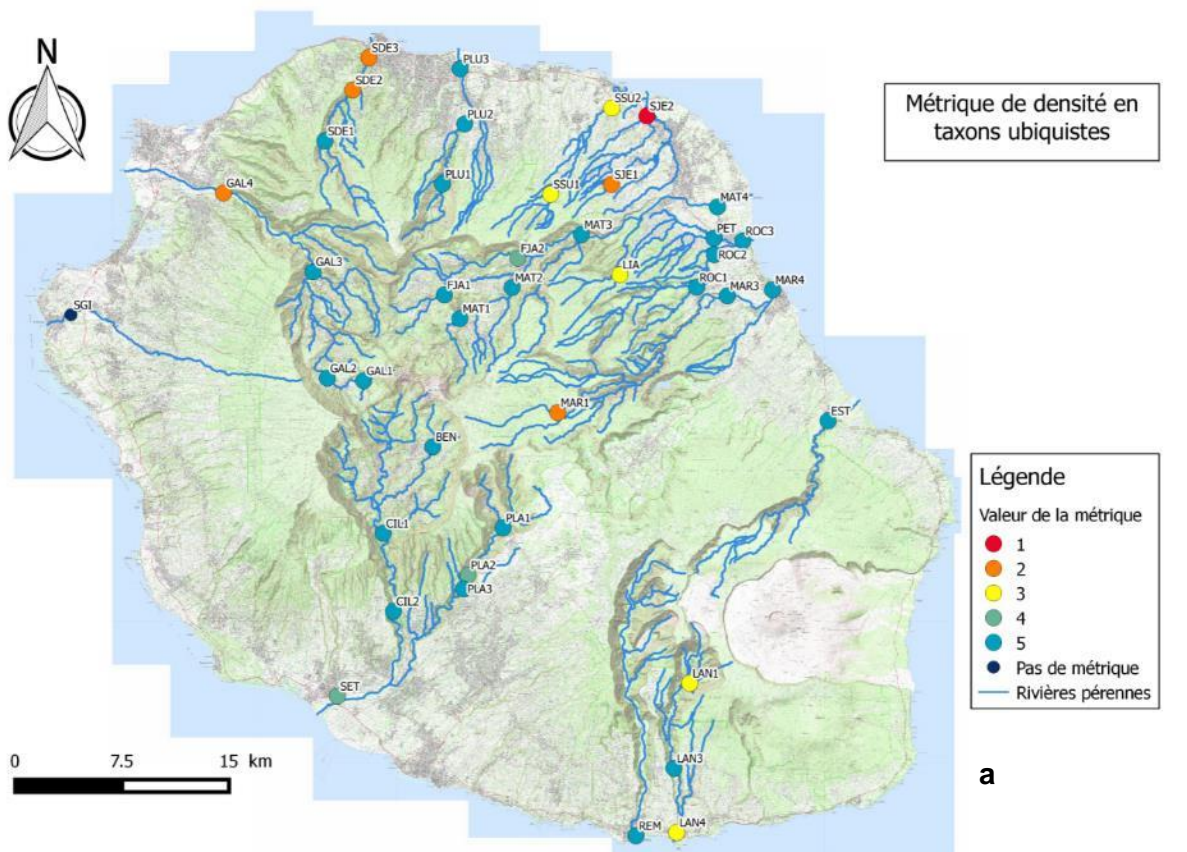 N
Métrique de densité en
taxons ubiquistes
SDE3
PLU3
SDE2
SSU2
SJE2
PLU2
SDE1
PLU1
SJE1
SSU1
GAL4
MAT4
MAT3
PET
ROC3
FJA2
ROC2
GAL3
LIA
MAT2
ROC1
MAR3
MAR4
FJA1
MAT1
SGI
GAL2
GAL1
MAR1
EST
BEN
CIL1
PLA1
PLA2
PLA3
CIL2
LAN1
SET
LAN3
REM
LAN4
Légende
Valeur de la métrique
1
2
3
4
5
Pas de métrique
Rivières pérennes
0 7.5 15 km
a